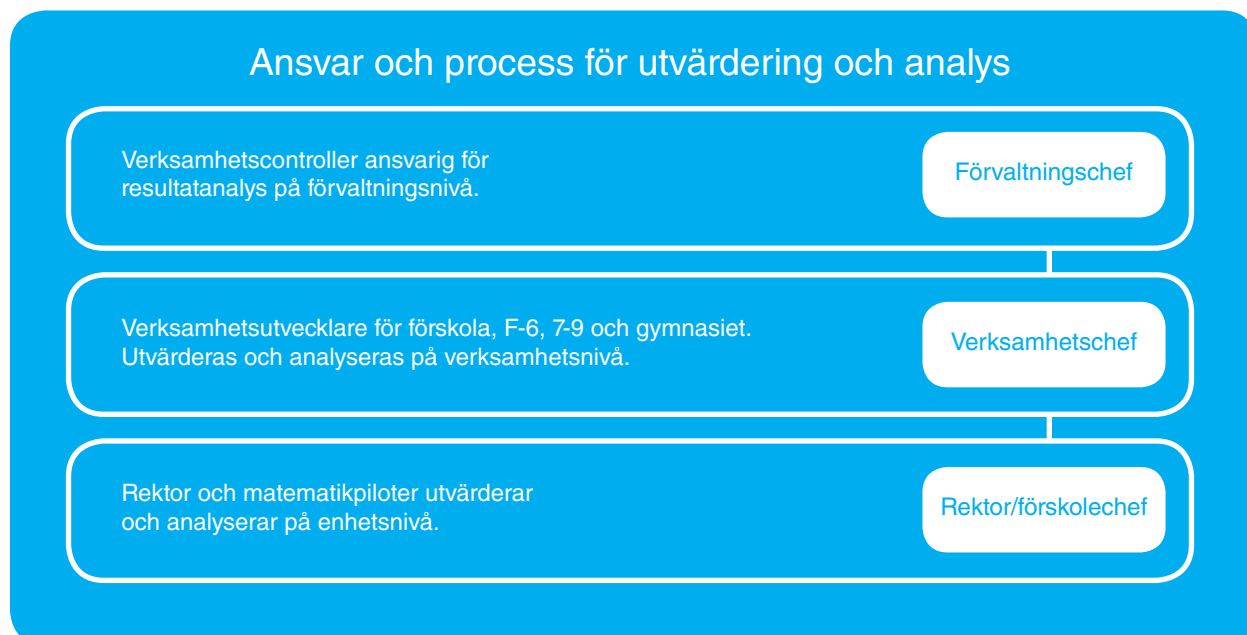 Ansvar och process för utvärdering och analys
Verksamhetscontroller ansvarig för
resultatanalys på förvaltningsnivå.
Förvaltningschef
Verksamhetsutvecklare för förskola, F-6, 7-9 och gymnasiet.
Utvärderas och analyseras på verksamhetsnivå.
Verksamhetschef
Rektor och matematikpiloter utvärderar
och analyserar på enhetsnivå.
Rektor/förskolechef